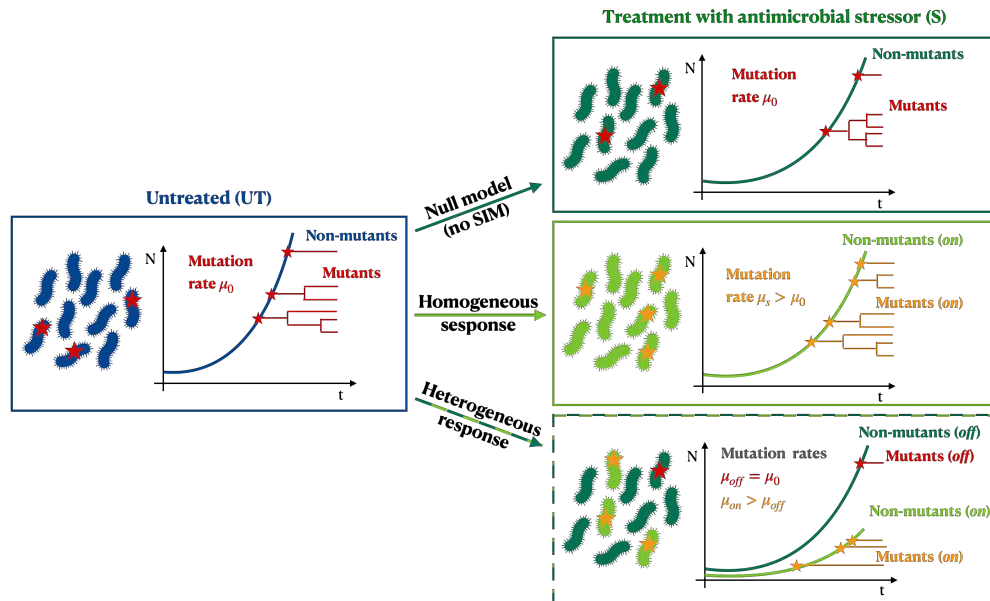 Treatment with antimicrobial stressor (S)
N
Mutation
rate μ0
Non-mutants
Mutants
t
Untreated (UT)
N
Mutation
rate μ0
Non-mutants
Mutants
t
Null model
(no SIM)
Homogeneous
sesponse
Heterogeneous
response
N
Mutation
rate μs > μ0
Non-mutants (on)
Mutants (on)
t
N
Mutation rates
μoff = μ0
μon > μoff
Non-mutants (off)
Mutants (off)
Non-mutants (on)
Mutants (on)
t